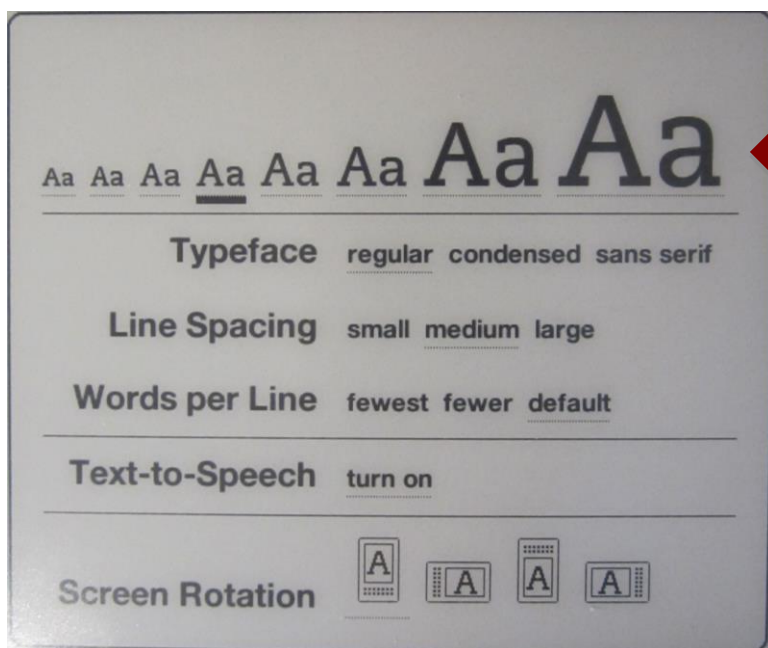 Aa Aa Aa Aa Aa Aa Aa Aa
Typeface regular condensed sans serif
Line Spacing small medium large
Words per Line fewest fewer default
Text-to-Speech turn on
A A A A
Screen Rotation